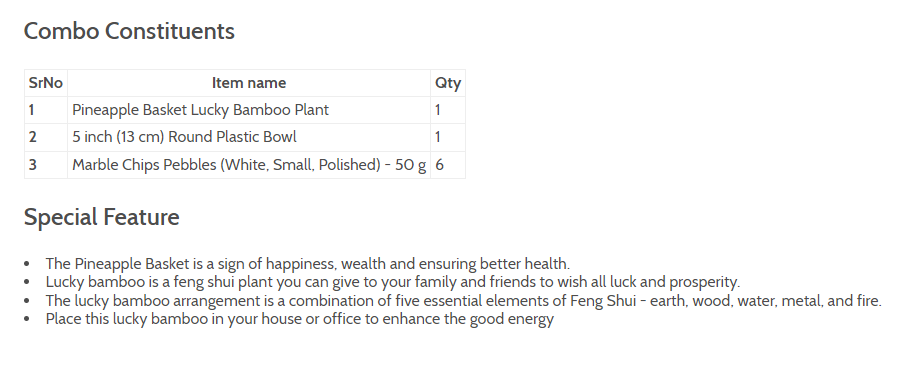 Combo Constituents
SrNo Item name Qty
1 Pineapple Basket Lucky Bamboo Plant 1
2 5 inch (13 cm) Round Plastic Bowl 1
3 Marble Chips Pebbles (White, Small, Polished) - 50 g 6
Special Feature
• The Pineapple Basket is a sign of happiness, wealth and ensuring better health.
• Lucky bamboo is a feng shui plant you can give to your family and friends to wish all luck and prosperity.
• The lucky bamboo arrangement is a combination of five essential elements of Feng Shui - earth, wood, water, metal, and fire.
• Place this lucky bamboo in your house or office to enhance the good energy